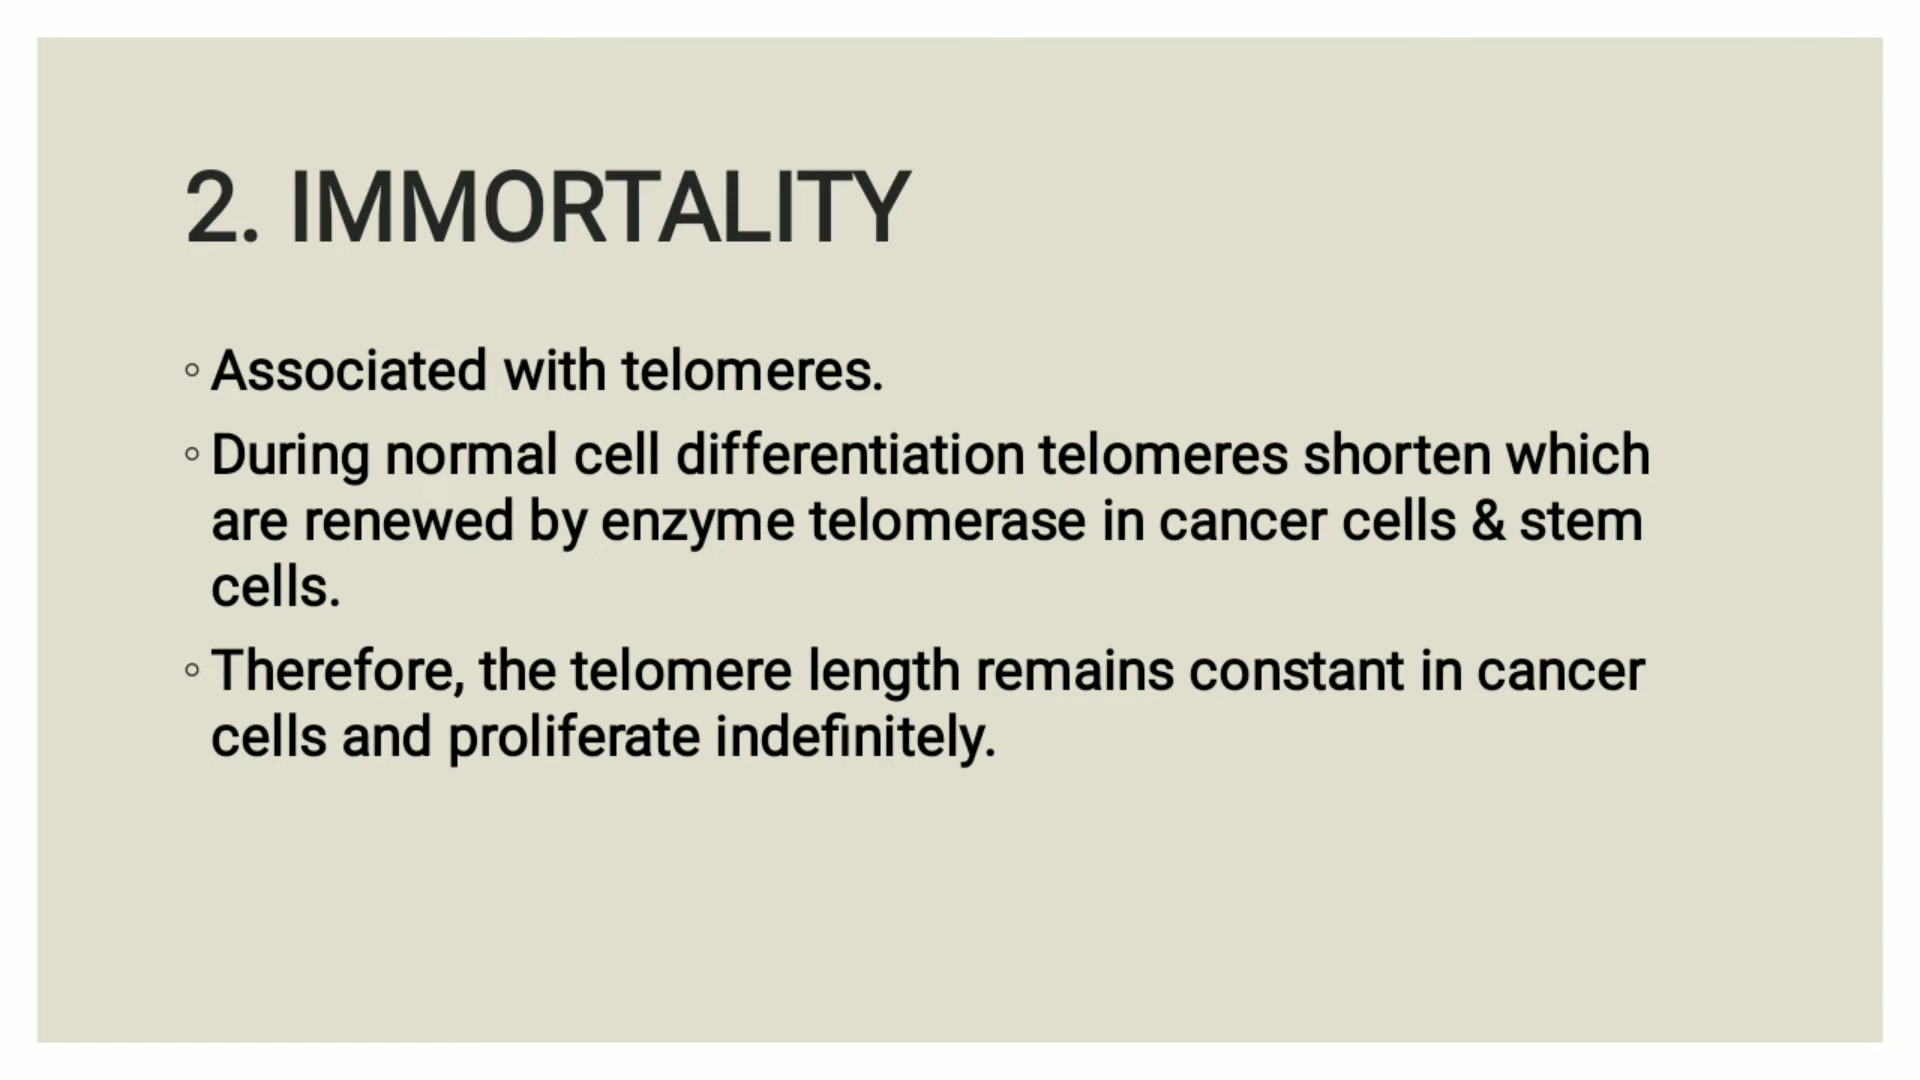 2. IMMORTALITY
◦ Associated with telomeres.
◦ During normal cell differentiation telomeres shorten which
are renewed by enzyme telomerase in cancer cells & stem
cells.
◦ Therefore, the telomere length remains constant in cancer
cells and proliferate indefinitely.